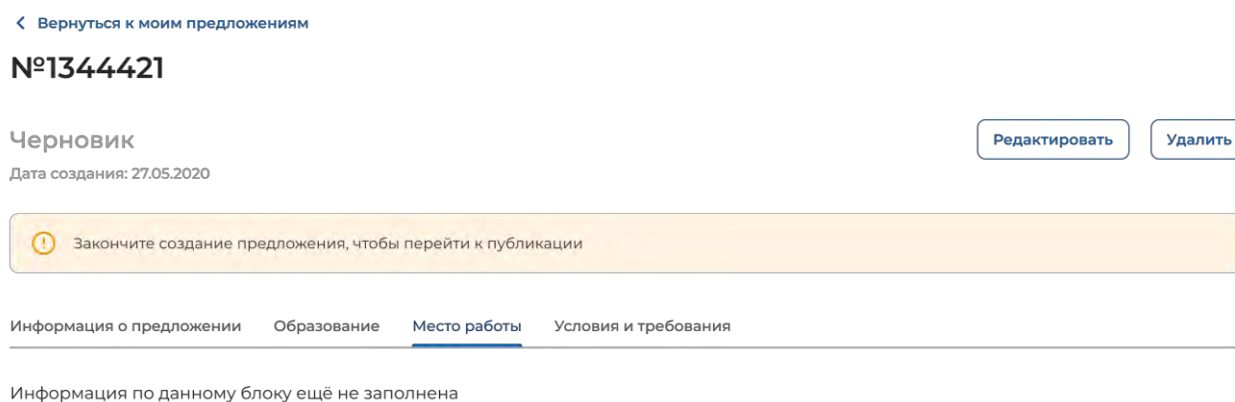 Вернуться к моим предложениям
№1344421
Черновик
Редактировать
Удалить
Дата создания: 27.05.2020
Закончите создание предложения, чтобы перейти к публикации
Информация о предложении Образование Место работы Условия и требования
Информация по данному блоку ещё не заполнена